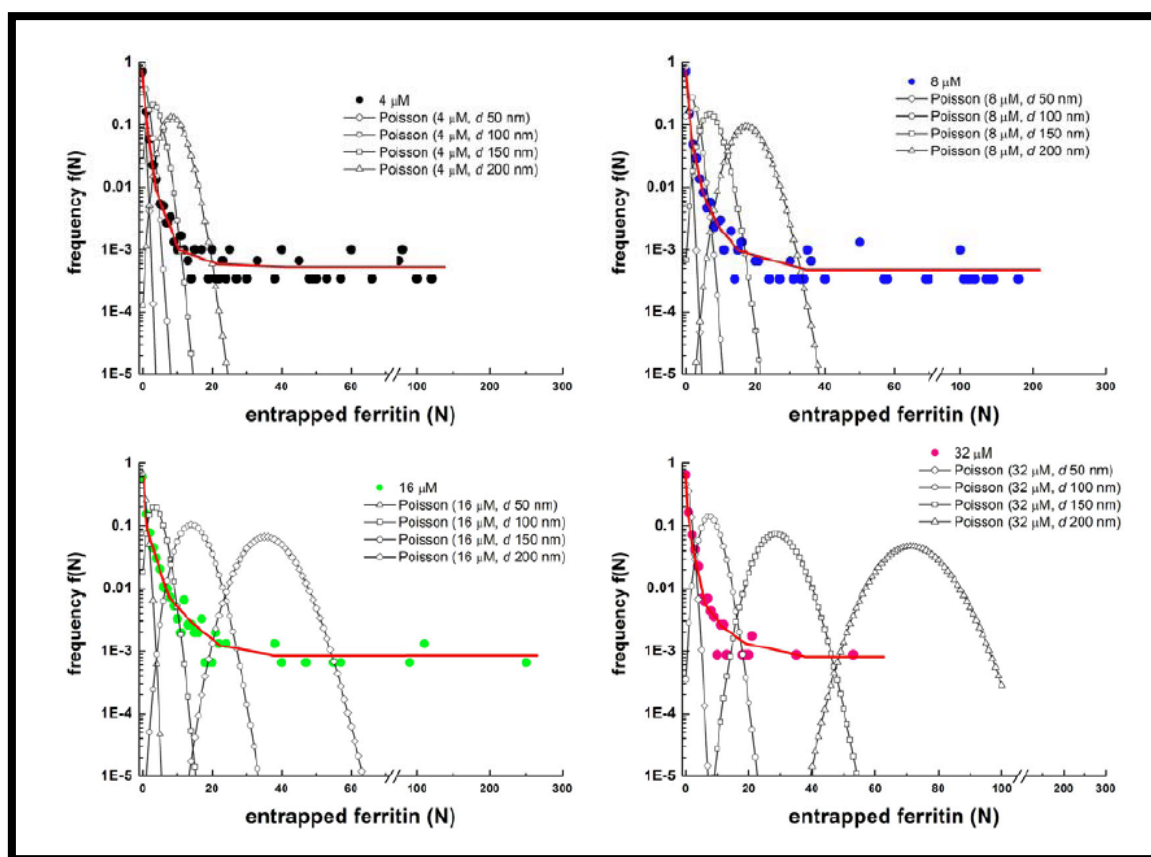 1
0.1
0.01
1E-3
1E-4
1E-5
frequency f(N)
4 µM
Poisson (4 µM, d 50 nm)
Poisson (4 µM, d 100 nm)
Poisson (4 µM, d 150 nm)
Poisson (4 µM, d 200 nm)
0 20 40 60 100 200 300
entrapped ferritin (N)
1
0.1
0.01
1E-3
1E-4
1E-5
frequency f(N)
8 µM
Poisson (8 µM, d 50 nm)
Poisson (8 µM, d 100 nm)
Poisson (8 µM, d 150 nm)
Poisson (8 µM, d 200 nm)
0 20 40 60 100 200 300
entrapped ferritin (N)
1
0.1
0.01
1E-3
1E-4
1E-5
frequency f(N)
16 µM
Poisson (16 µM, d 50 nm)
Poisson (16 µM, d 100 nm)
Poisson (16 µM, d 150 nm)
Poisson (16 µM, d 200 nm)
0 20 40 60 100 200 300
entrapped ferritin (N)
1
0.1
0.01
1E-3
1E-4
1E-5
frequency f(N)
32 µM
Poisson (32 µM, d 50 nm)
Poisson (32 µM, d 100 nm)
Poisson (32 µM, d 150 nm)
Poisson (32 µM, d 200 nm)
0 20 40 60 80 100 200 300
entrapped ferritin (N)